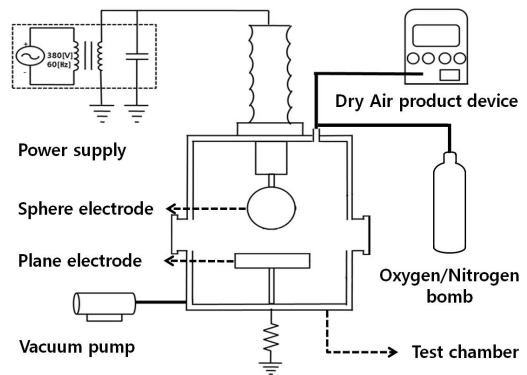 +
380[V]
60[Hz]
-
Dry Air product device
Power supply
Sphere electrode
Plane electrode
Oxygen/Nitrogen
bomb
Vacuum pump
Test chamber